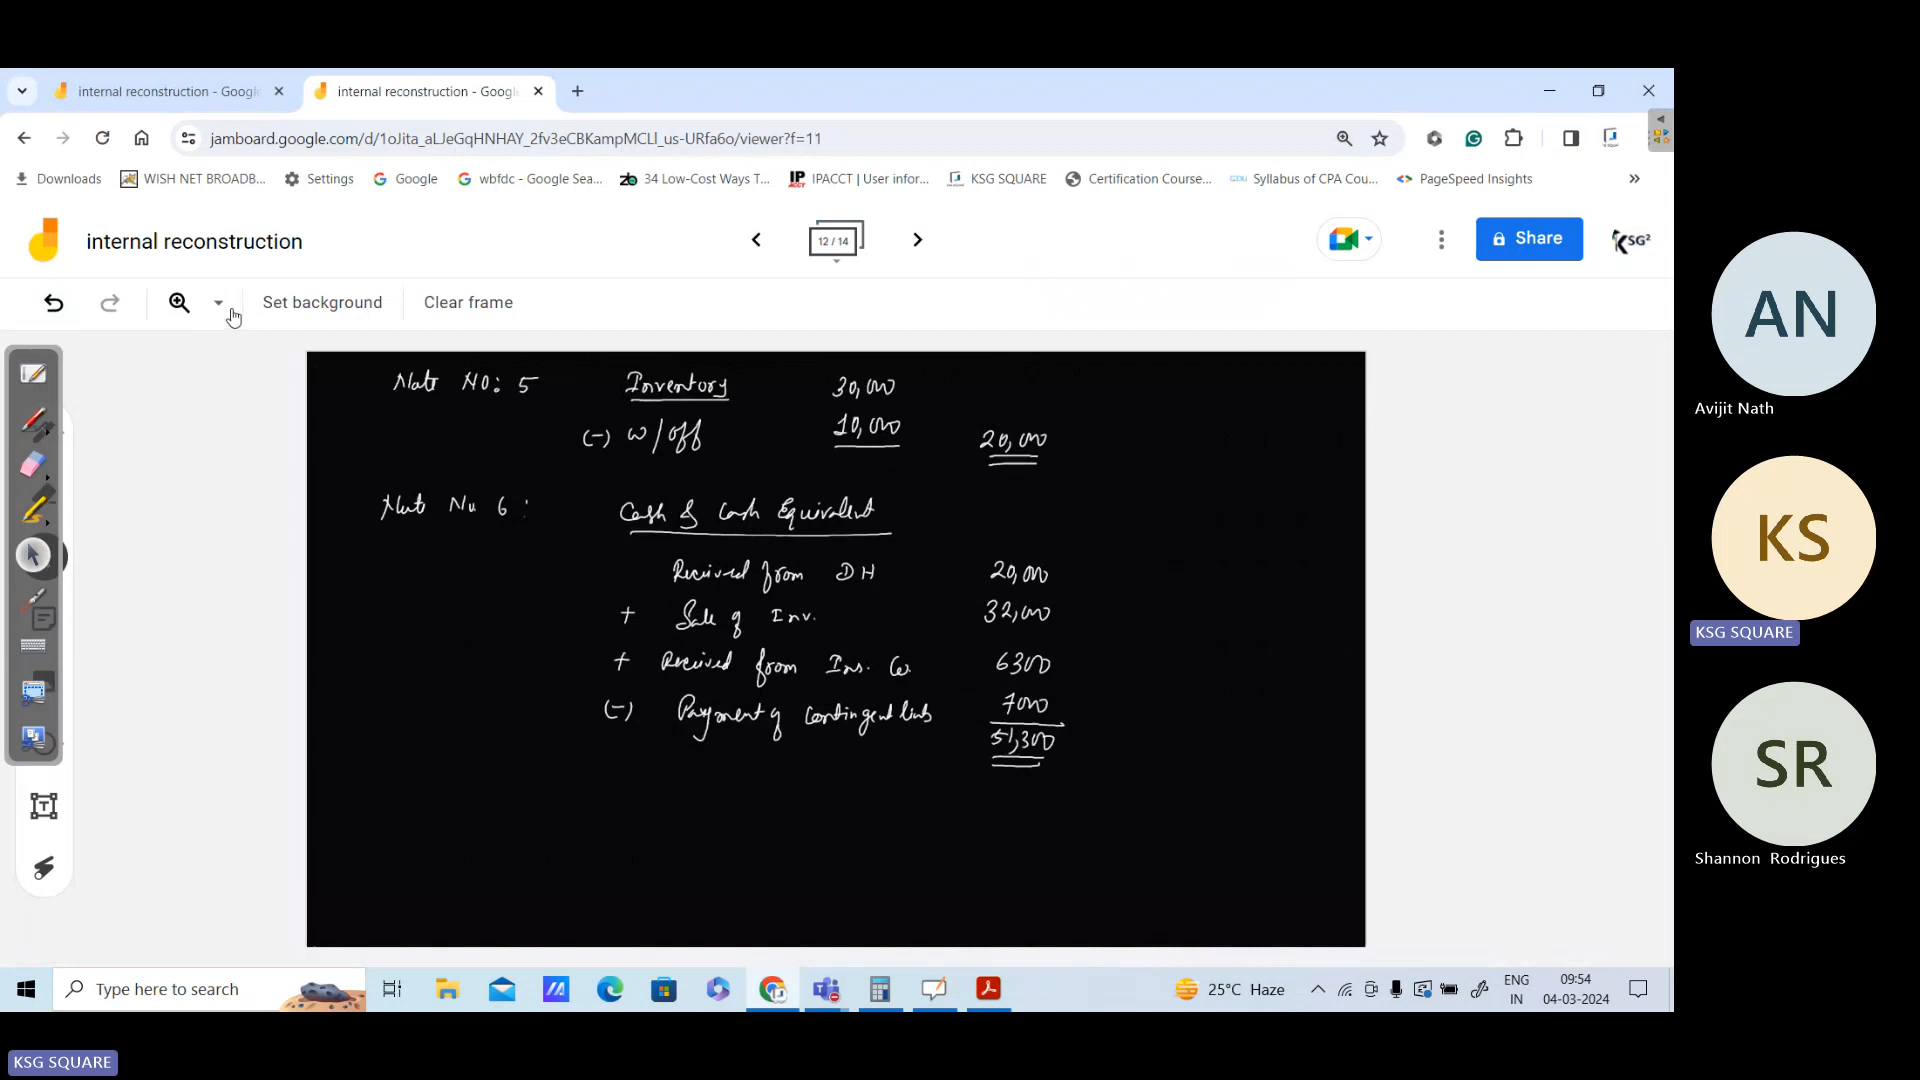 internal reconstruction - Googl
internal reconstruction - Googl
jamboard.google.com/d/1oJita_aLJeGqHNHAY_2fv3eCBKampMCLl_us-URfa6o/viewer?f=11
Downloads
WISH NET BROADB...
Settings
Google
wbfdc - Google Sea...
34 Low-Cost Ways T...
IPACCT | User infor...
KSG SQUARE
Certification Course...
Syllabus of CPA Cou...
PageSpeed Insights
internal reconstruction
12 / 14
Share
KSG²
Set background
Clear frame
Note No: 5 Inventory 30,000
(-) w/off 10,000 20,000
Note No 6 : Cash & Cash Equivalent
Received from DH 20,000
+ Sale of Inv. 32,000
+ Received from Ins. Co. 6300
(-) Payment of Contingent liab 7000
51,300
AN
Avijit Nath
KS
KSG SQUARE
SR
Shannon Rodrigues
Type here to search
25°C Haze
ENG
IN
09:54
04-03-2024
KSG SQUARE